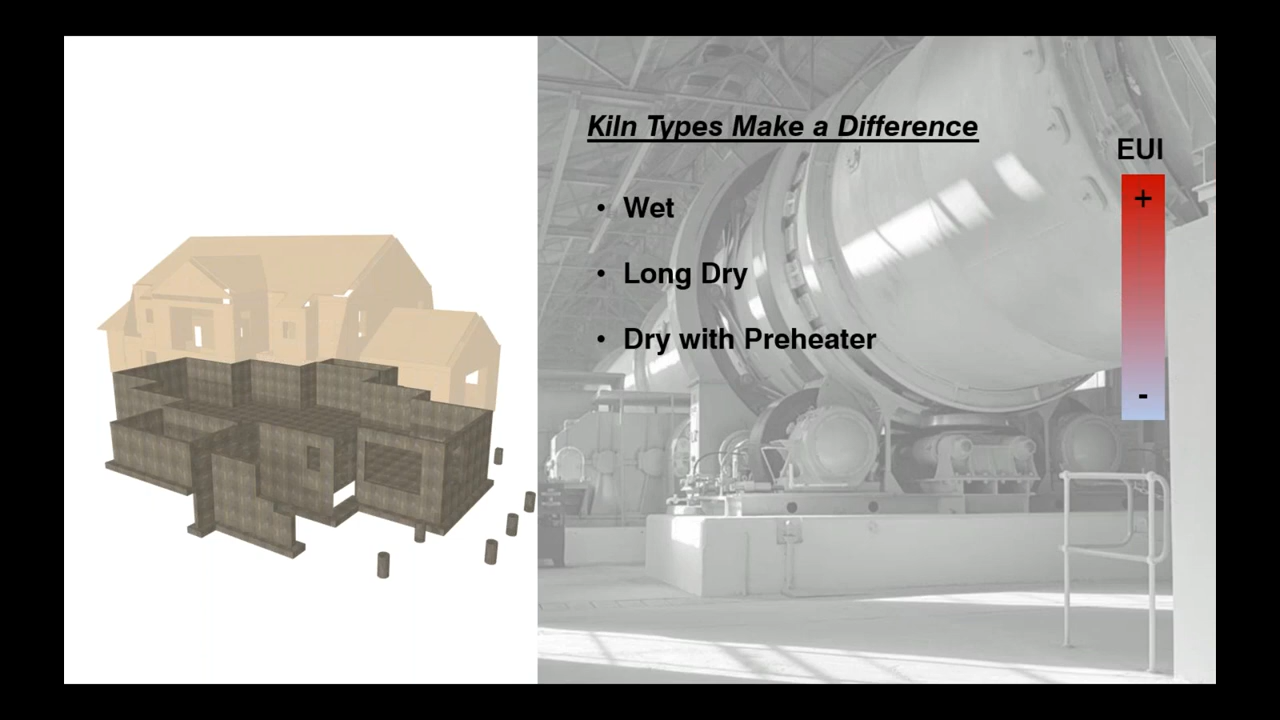 Kiln Types Make a Difference
EUI
+
• Wet
• Long Dry
• Dry with Preheater
-